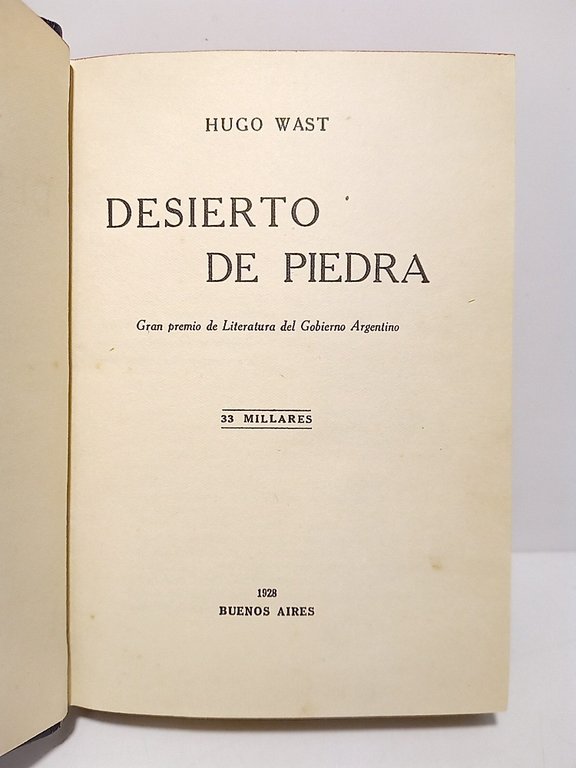 HUGO WAST
DESIERTO
DE PIEDRA
Gran premio de Literatura del Gobierno Argentino
33 MILLARES
1928
BUENOS AIRES